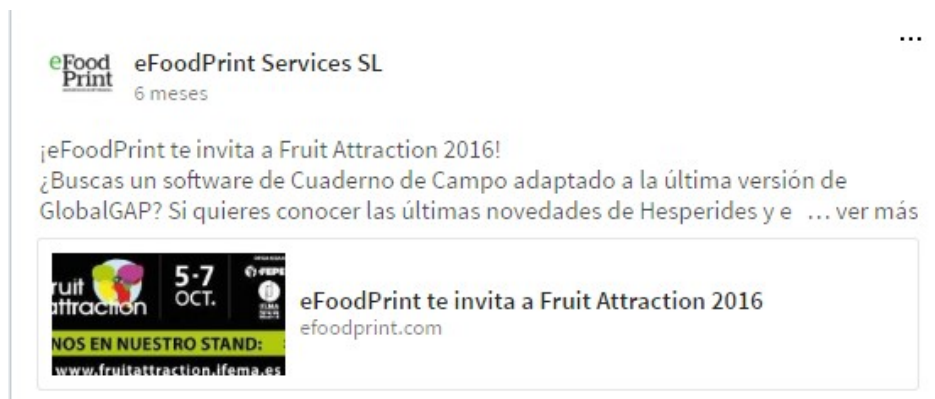 ...
eFood
Print
eFoodPrint Services SL
6 meses
¡eFoodPrint te invita a Fruit Attraction 2016!
¿Buscas un software de Cuaderno de Campo adaptado a la última versión de
GlobalGAP? Si quieres conocer las últimas novedades de Hesperides y e ... ver más
ruit
attraction
5·7
OCT.
FEPE
NOS EN NUESTRO STAND:
www.fruitattraction.ifema.es
eFoodPrint te invita a Fruit Attraction 2016
efoodprint.com